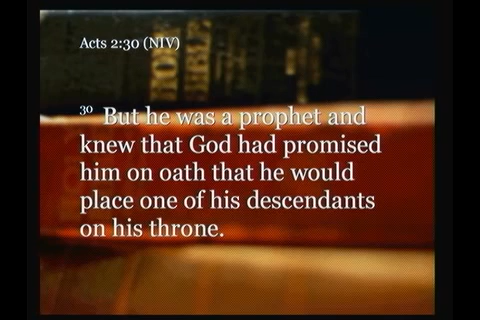 Acts 2:30 (NIV)
30 But he was a prophet and
knew that God had promised
him on oath that he would
place one of his descendants
on his throne.